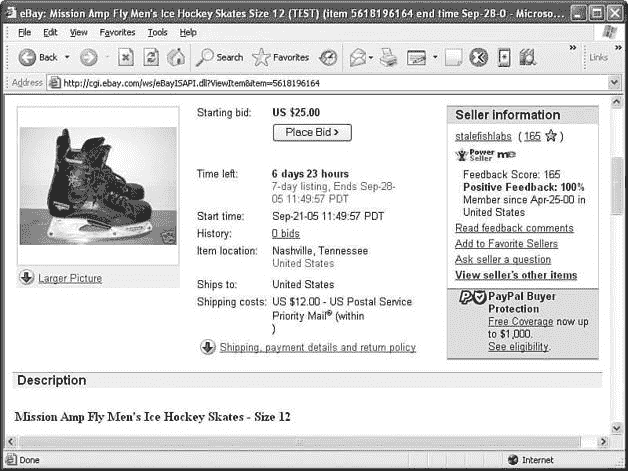 eBay: Mission Amp Fly Men's Ice Hockey Skates Size 12 (TEST) (item 5618196164 end time Sep-28-0 - Microso...
File Edit View Favorites Tools Help
Back Search Favorites Links
Address http://cgi.ebay.com/ws/eBayISAPI.dll?ViewItem&item=5618196164
Starting bid: US $25.00
Place Bid >
Time left: 6 days 23 hours
7-day listing, Ends Sep-28-
05 11:49:57 PDT
Start time: Sep-21-05 11:49:57 PDT
History: 0 bids
Item location: Nashville, Tennessee
United States
Ships to: United States
Shipping costs: US $12.00 - US Postal Service
Priority Mail® (within
)
Shipping, payment details and return policy
Larger Picture
Seller information
stalefishlabs ( 165 )
Power
Seller me
Feedback Score: 165
Positive Feedback: 100%
Member since Apr-25-00 in
United States
Read feedback comments
Add to Favorite Sellers
Ask seller a question
View seller's other items
PayPal Buyer
Protection
Free Coverage now up
to $1,000.
See eligibility.
Description
Mission Amp Fly Men's Ice Hockey Skates - Size 12
Done Internet